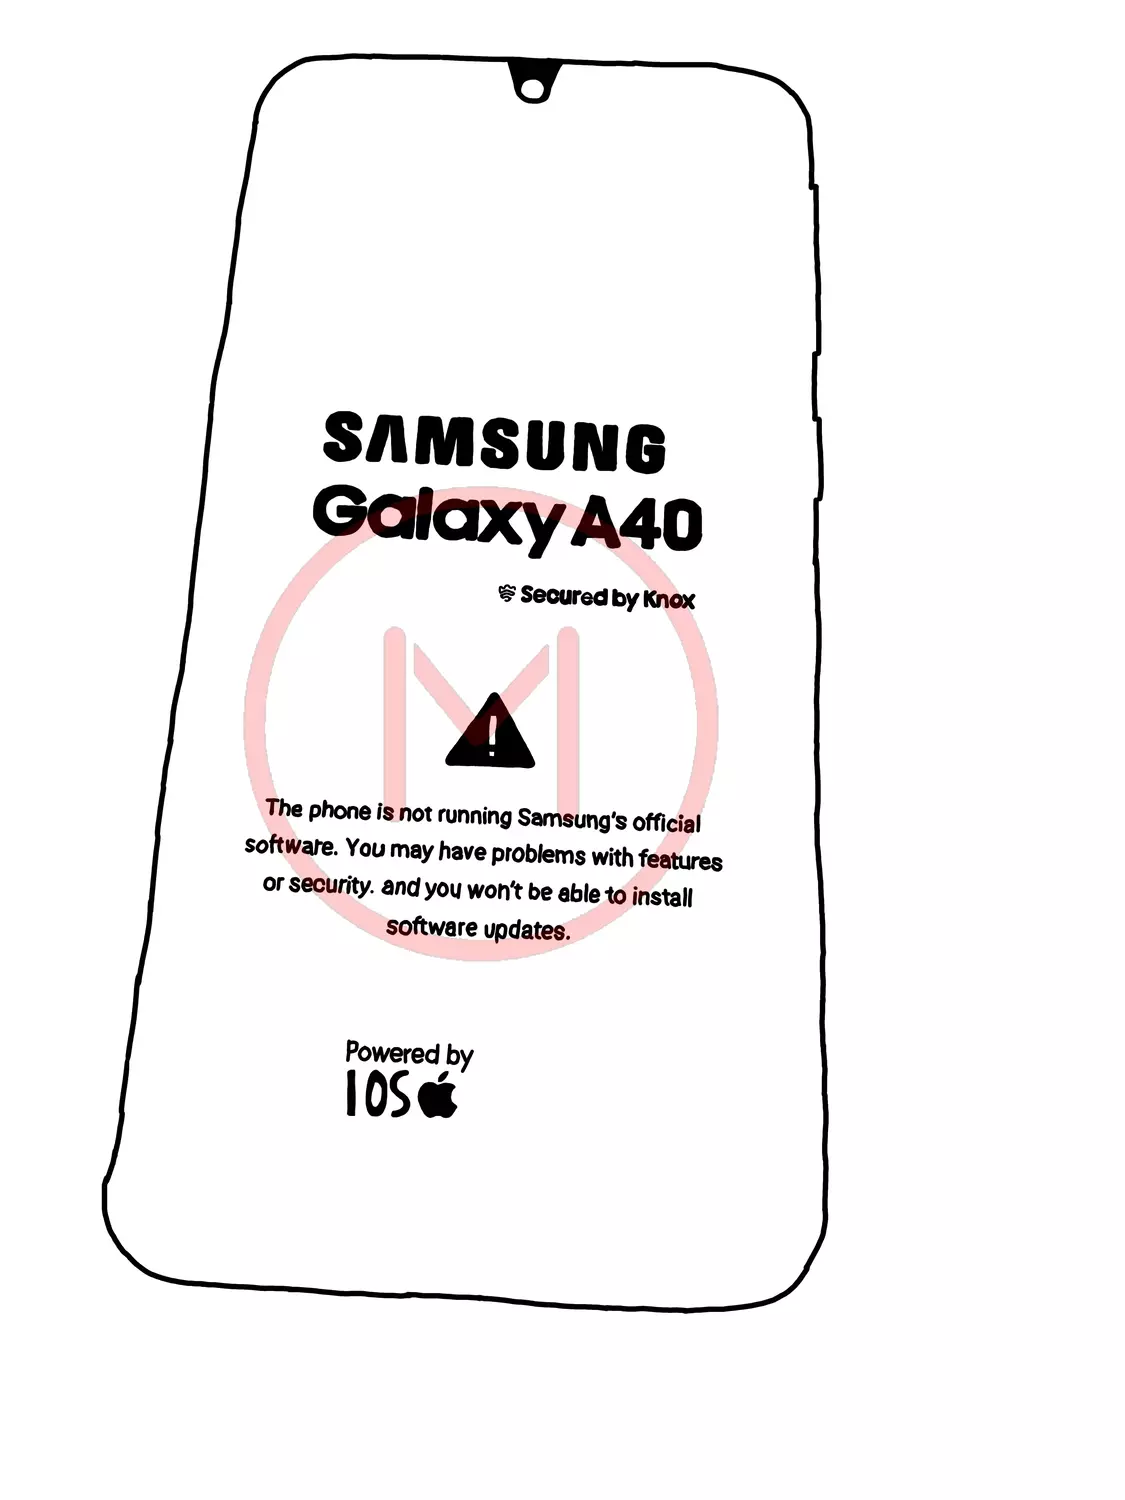 SAMSUNG
Galaxy A40
Secured by Knox
The phone is not running Samsung's official
software. You may have problems with features
or security. and you won't be able to install
software updates.
Powered by
IOS
M